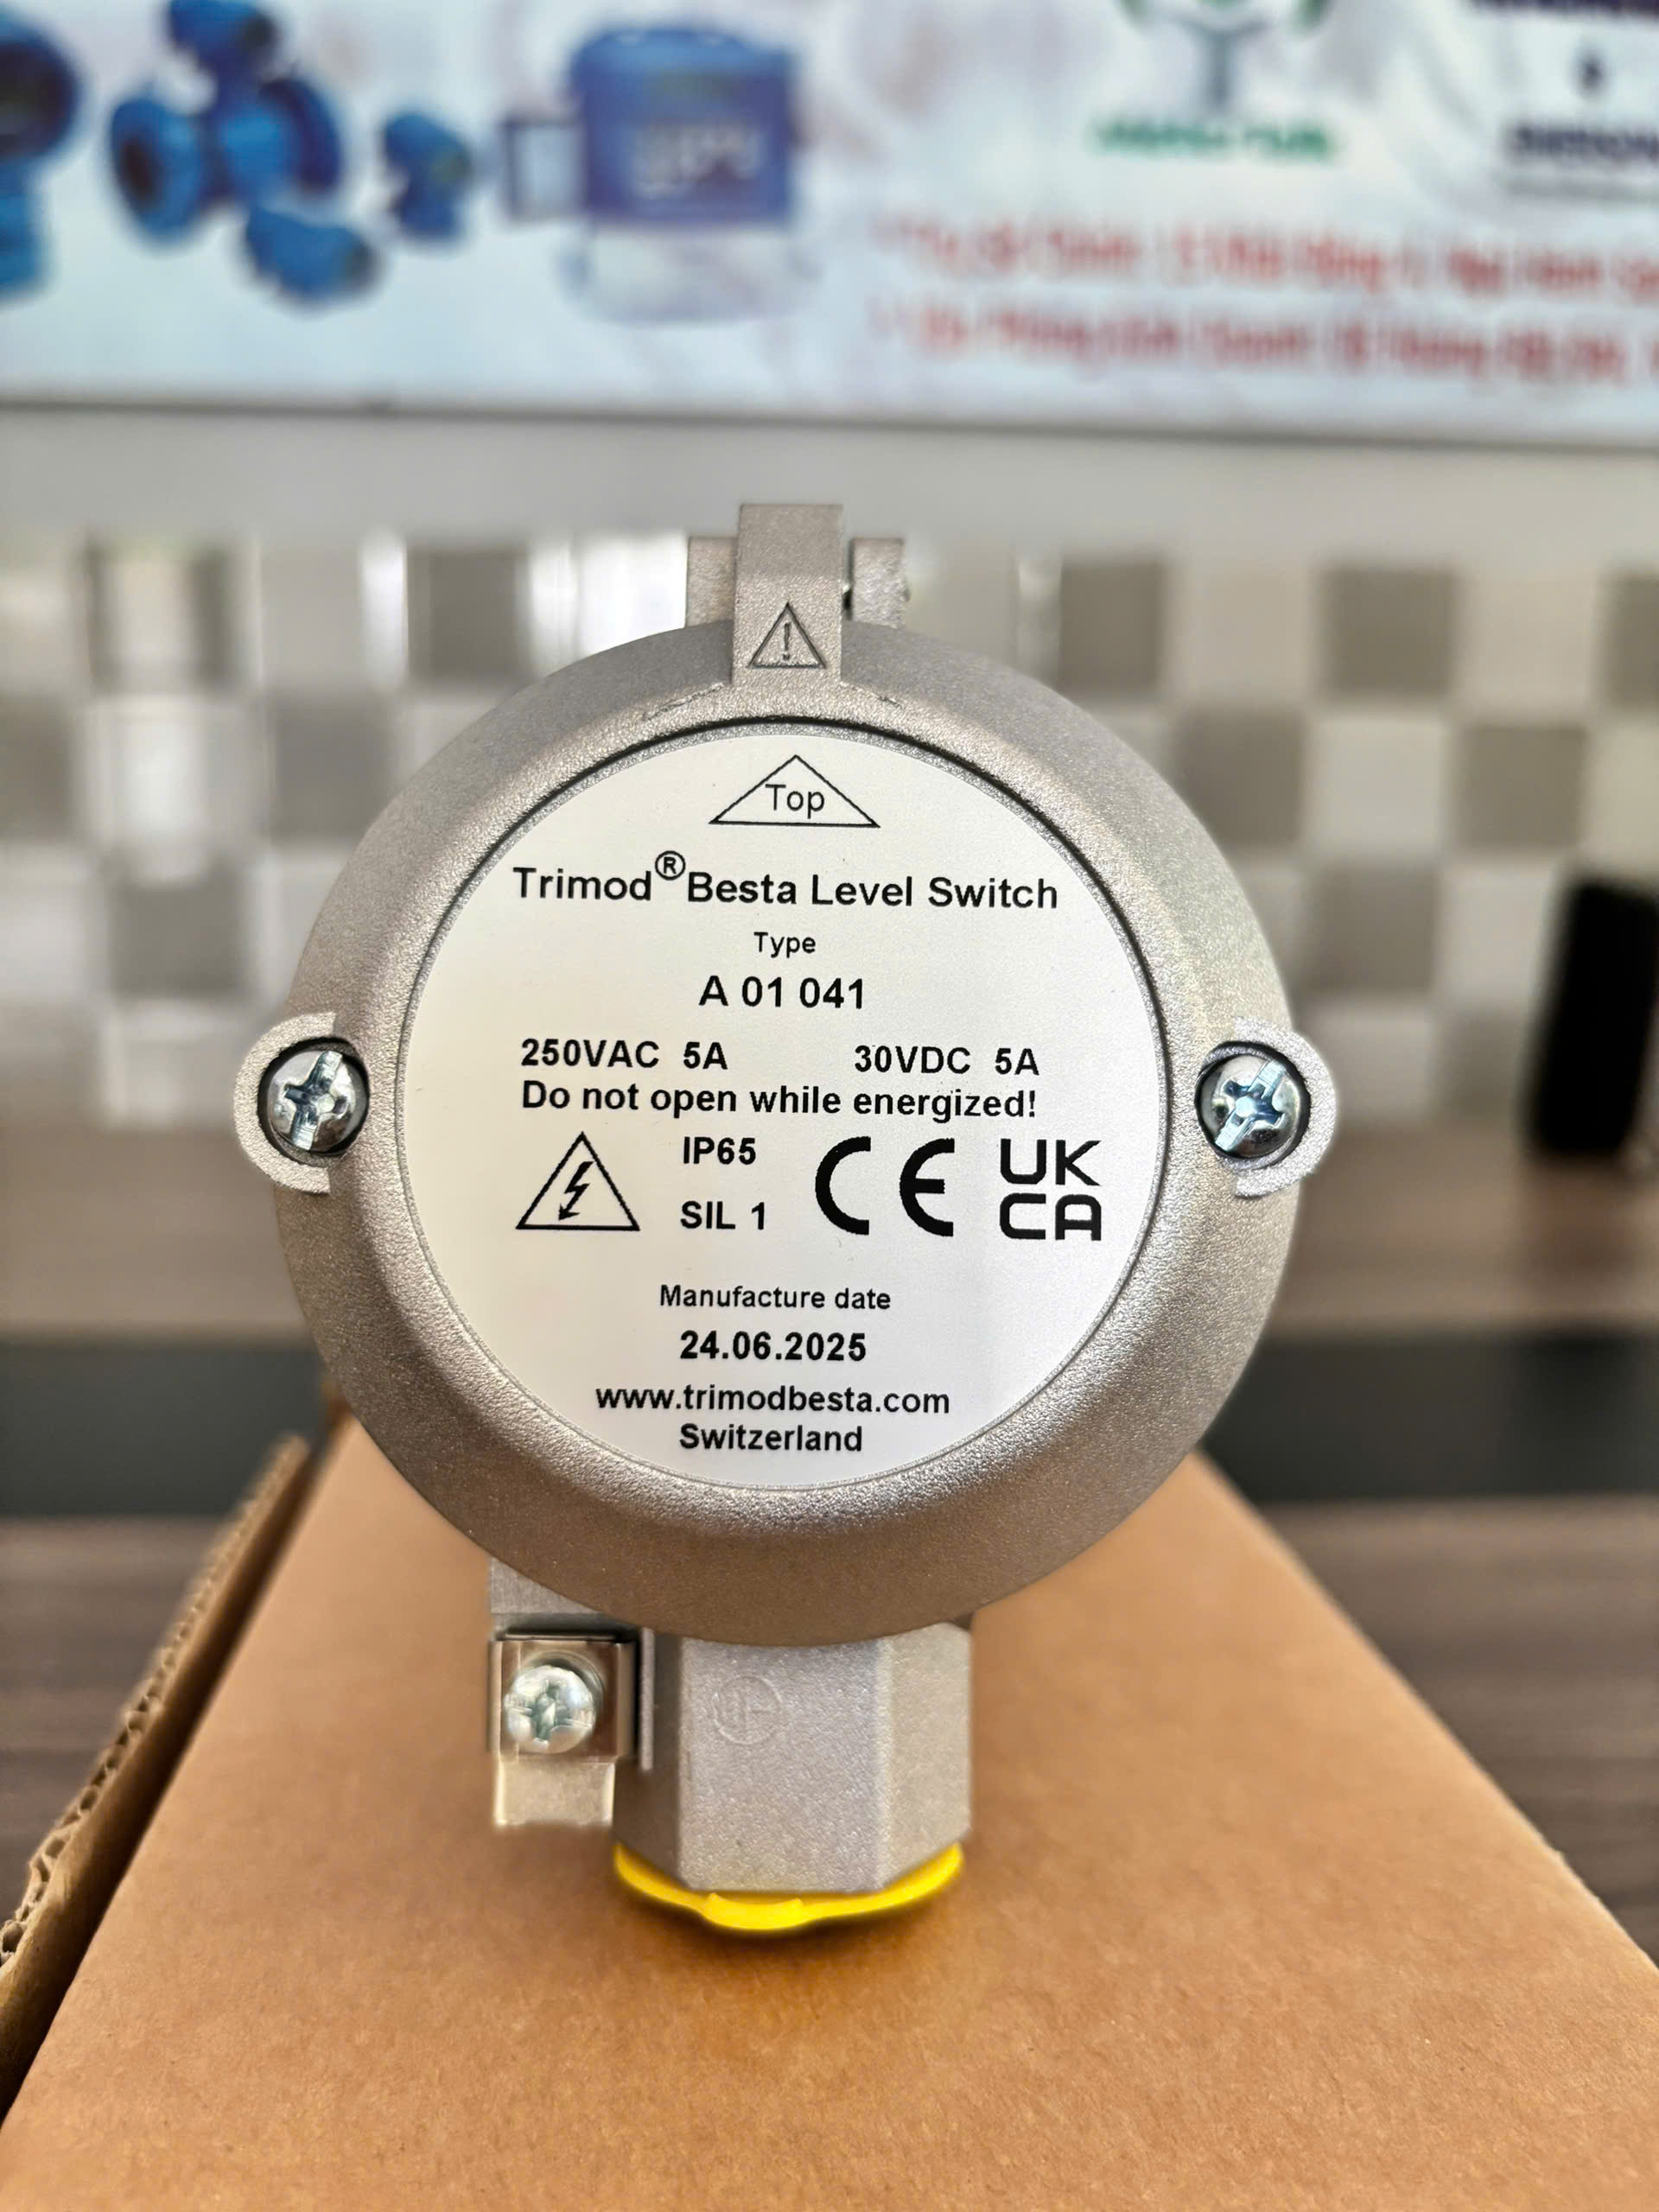 Top
Trimod® Besta Level Switch
Type
A 01 041
250VAC 5A 30VDC 5A
Do not open while energized!
IP65 CE UK
SIL 1 CA
Manufacture date
24.06.2025
www.trimodbesta.com
Switzerland